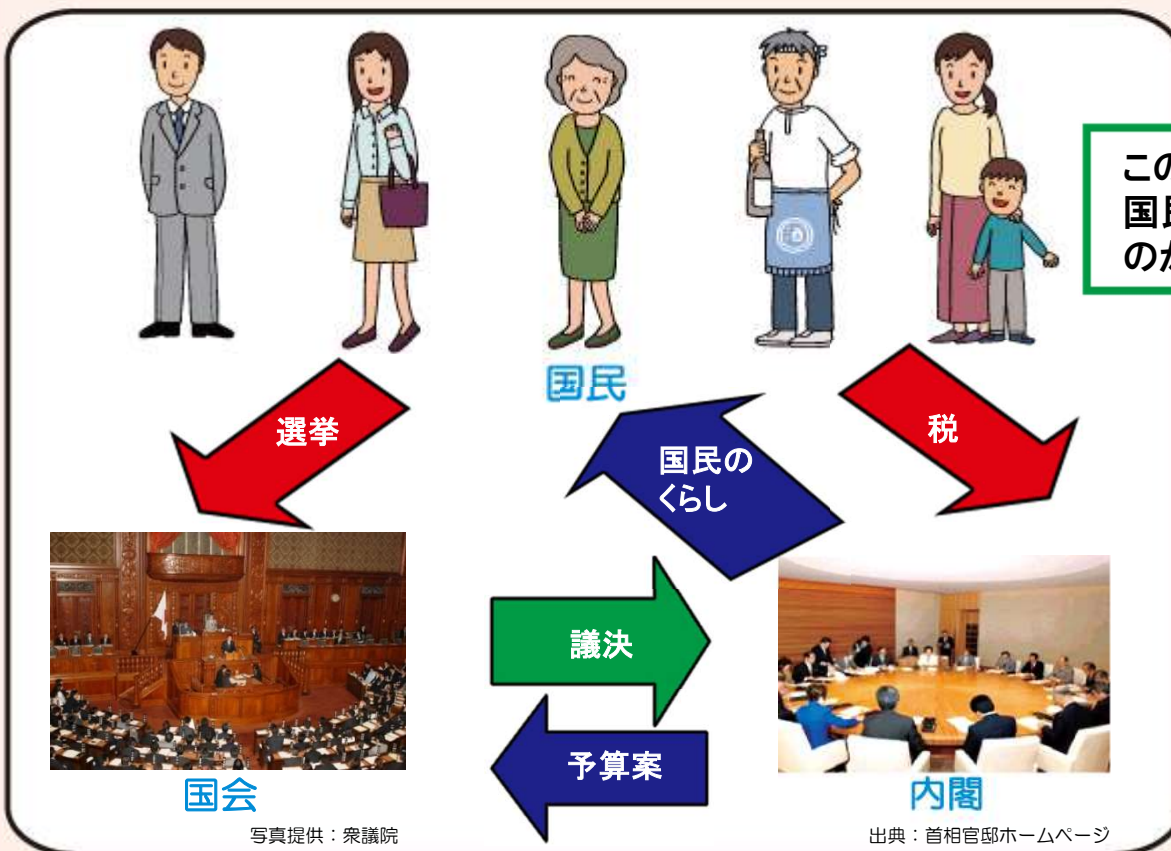 この
国民
のか
国民
選挙
税
国民の
くらし
議決
予算案
国会
内閣
写真提供：衆議院
出典：首相官邸ホームページ